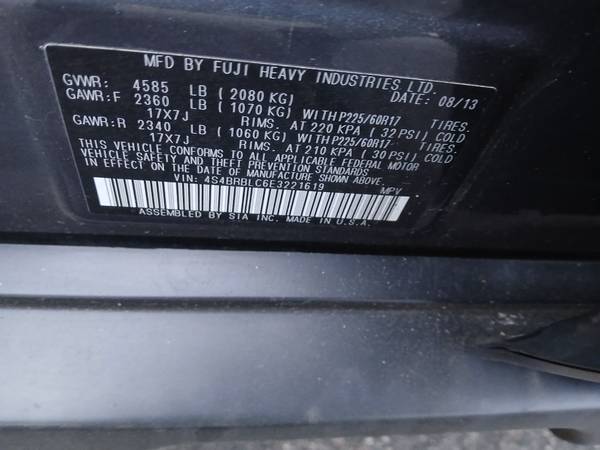 MFD BY FUJI HEAVY INDUSTRIES LTD.
GVWR: 4585 LB ( 2080 KG) DATE: 08/13
GAWR:F 2360 LB ( 1070 KG) WITH P225/60R17 TIRES.
17X7J RIMS. AT 220 KPA ( 32 PSI) COLD
GAWR:R 2340 LB ( 1060 KG) WITH P225/60R17 TIRES.
17X7J RIMS. AT 210 KPA ( 30 PSI) COLD
THIS VEHICLE CONFORMS TO ALL APPLICABLE FEDERAL MOTOR
VEHICLE SAFETY AND THEFT PREVENTION STANDARDS
IN EFFECT ON THE DATE OF MANUFACTURE SHOWN ABOVE.
VIN: 4S4BRBLC6E3221619 MPV
ASSEMBLED BY SIA INC. MADE IN U.S.A.